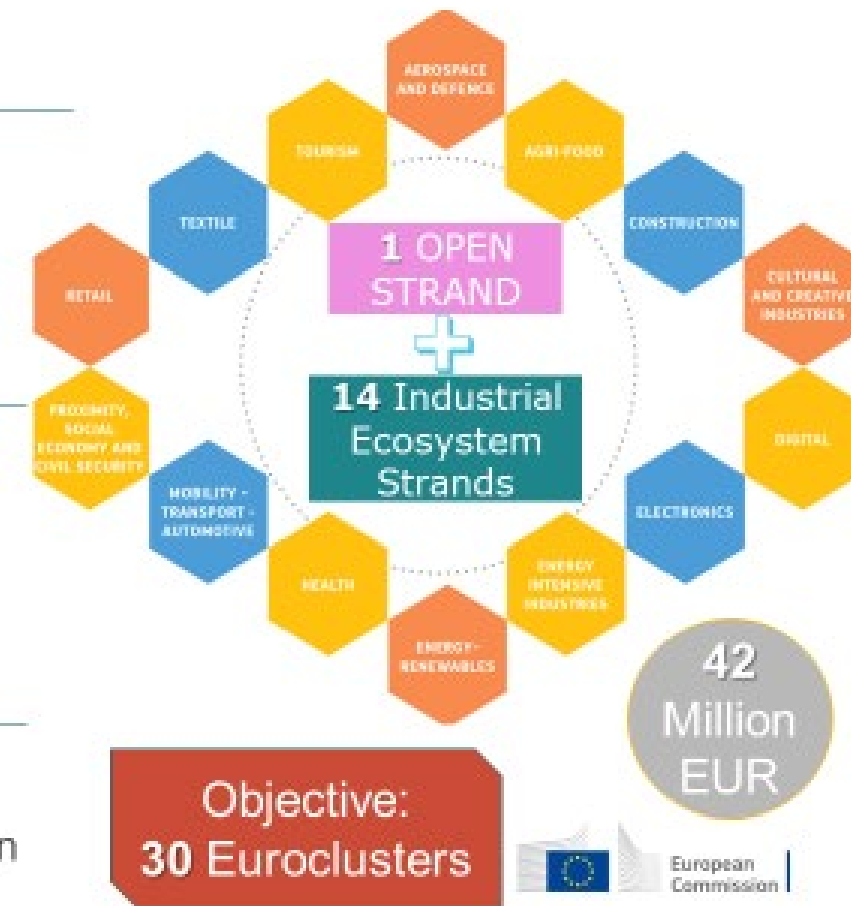 AEROSPACE
AND DEFENCE
TOURISM
AGRI-FOOD
TEXTILE
CONSTRUCTION
RETAIL
CULTURAL
AND CREATIVE
INDUSTRIES
1 OPEN
STRAND
14 Industrial
Ecosystem
Strands
PROXIMITY,
SOCIAL
ECONOMY AND
CIVIL SECURITY
DIGITAL
MOBILITY -
TRANSPORT -
AUTOMOTIVE
ELECTRONICS
HEALTH
ENERGY
INTENSIVE
INDUSTRIES
ENERGY-
RENEWABLES
42
Million
EUR
Objective:
30 Euroclusters
n
European
Commission